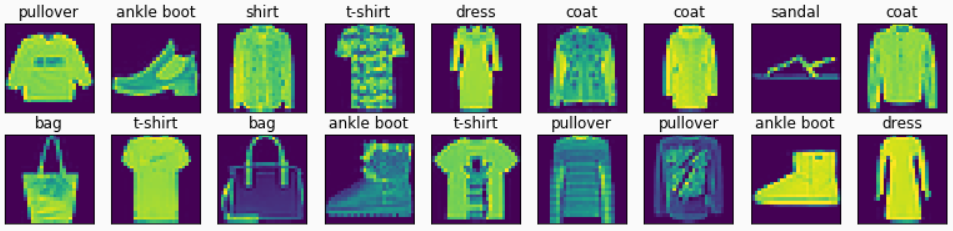 pullover ankle boot shirt t-shirt dress coat coat sandal coat
bag t-shirt bag ankle boot t-shirt pullover pullover ankle boot dress